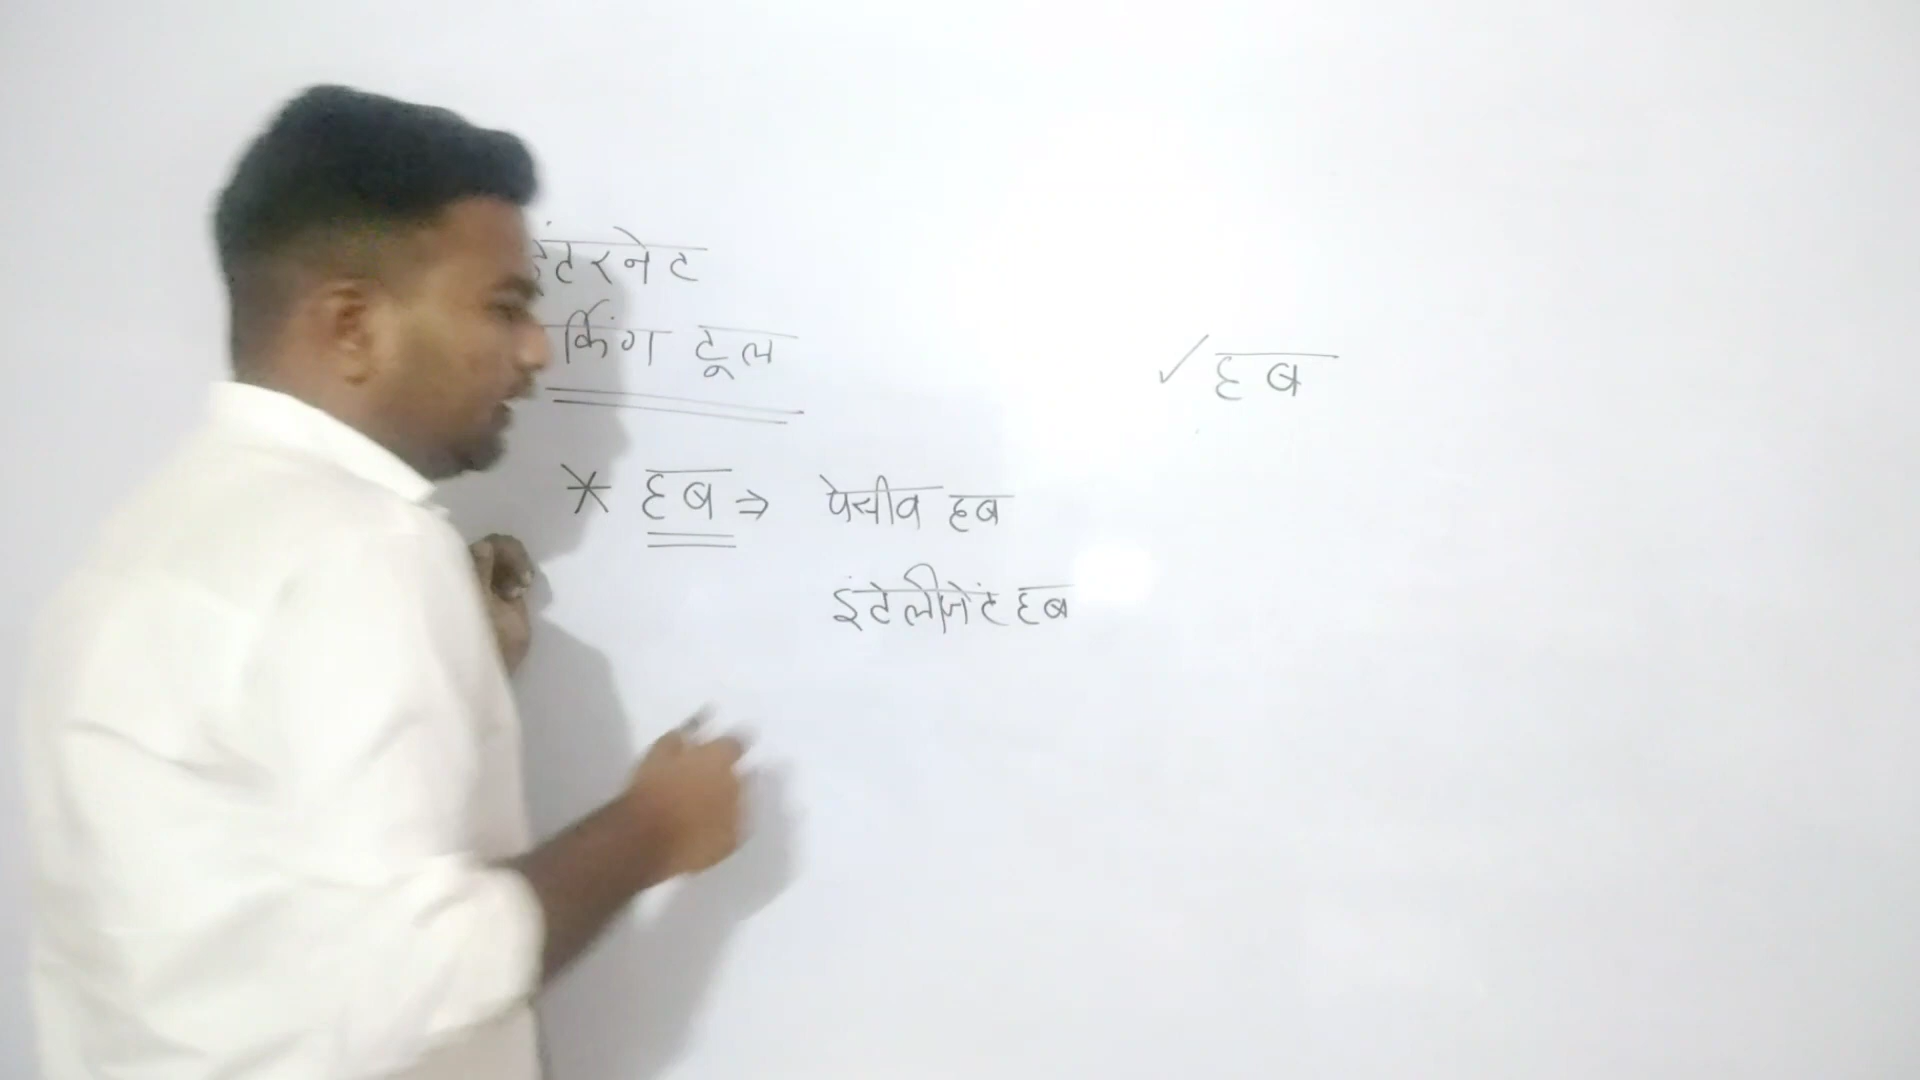 इंटरनेट
र्किंग टूल
✓ हब
* हब ⇒ पेसीव हब
इंटेलीजेंट हब